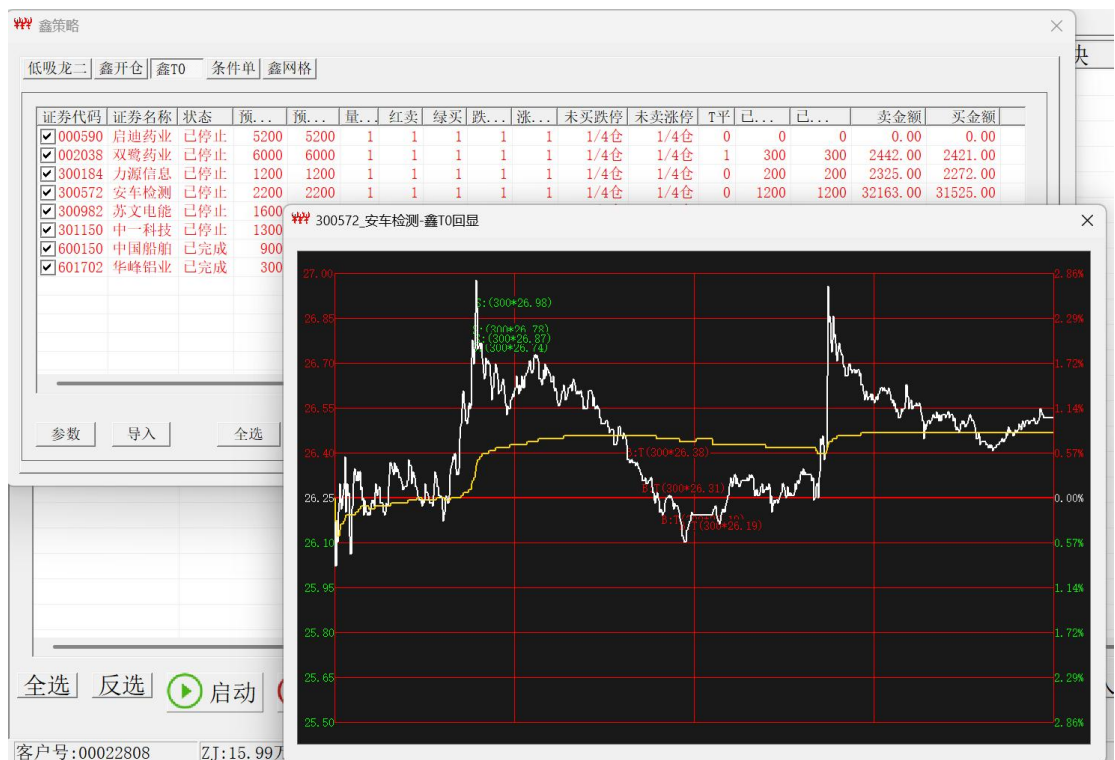 鑫策略
低吸龙二 鑫开仓 鑫T0 条件单 鑫网格
证券代码 证券名称 状态 预... 预... 量... 红卖 绿买 跌... 涨... 未买跌停 未卖涨停 T平 已... 已... 卖金额 买金额
000590 启迪药业 已停止 5200 5200 1 1 1 1 1 1/4仓 1/4仓 0 0 0 0.00 0.00
002038 双鹭药业 已停止 6000 6000 1 1 1 1 1 1/4仓 1/4仓 1 300 300 2442.00 2421.00
300184 力源信息 已停止 1200 1200 1 1 1 1 1 1/4仓 1/4仓 0 200 200 2325.00 2272.00
300572 安车检测 已停止 2200 2200 1 1 1 1 1 1/4仓 1/4仓 0 1200 1200 32163.00 31525.00
300982 苏文电能 已停止 1600
301150 中一科技 已停止 1300
600150 中国船舶 已完成 900
601702 华峰铝业 已完成 300
参数 导入 全选
300572_安车检测-鑫T0回显
27.00 2.86%
S:(300*26.98)
26.85 2.29%
(300*26.78)
S:(300*26.87)
(300*26.74)
26.70 1.72%
26.55 1.14%
26.40 0.57%
B:T(300*26.38)
B:T(300*26.31)
26.25 0.00%
T(300*26.19)
26.10 0.57%
25.95 1.14%
25.80 1.72%
25.65 2.29%
25.50 2.86%
全选 反选 启动
客户号:00022808 ZJ:15.99万